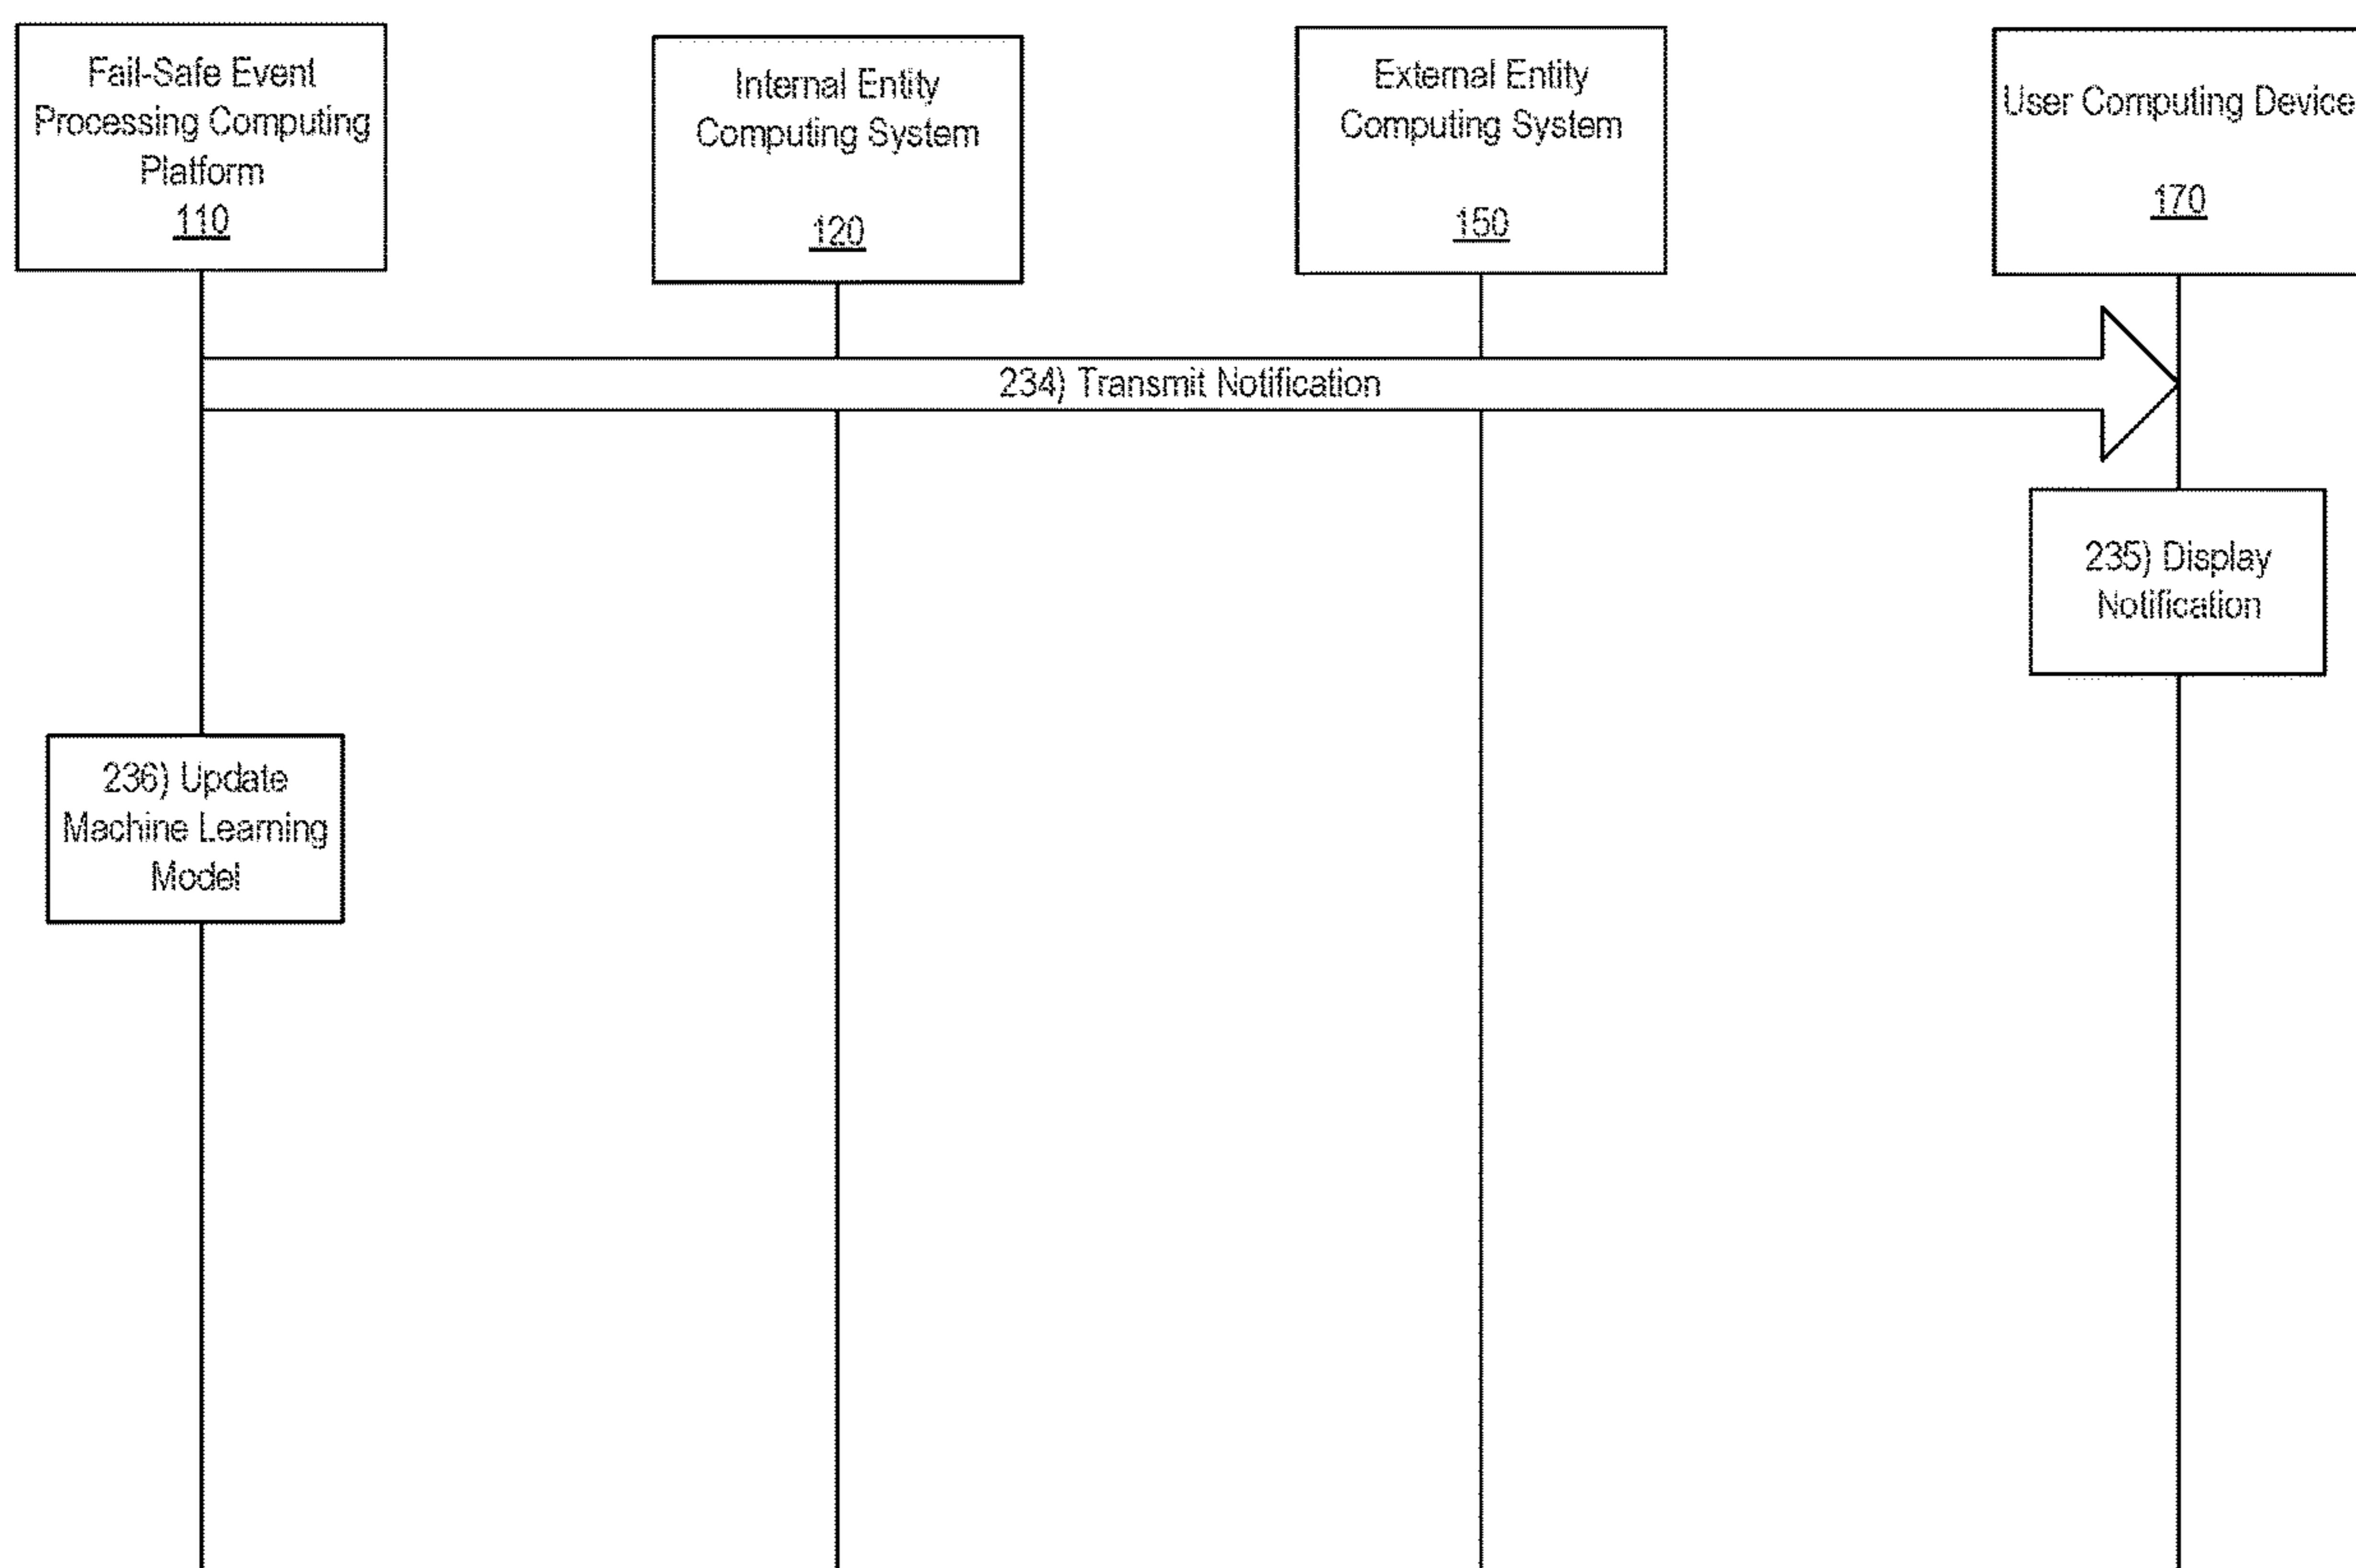 Fail-Safe Event
Processing Computing
Platform
110
Internal Entity
Computing System
120
External Entity
Computing System
150
User Computing Device
170
234) Transmit Notification
235) Display
Notification
236) Update
Machine Learning
Model